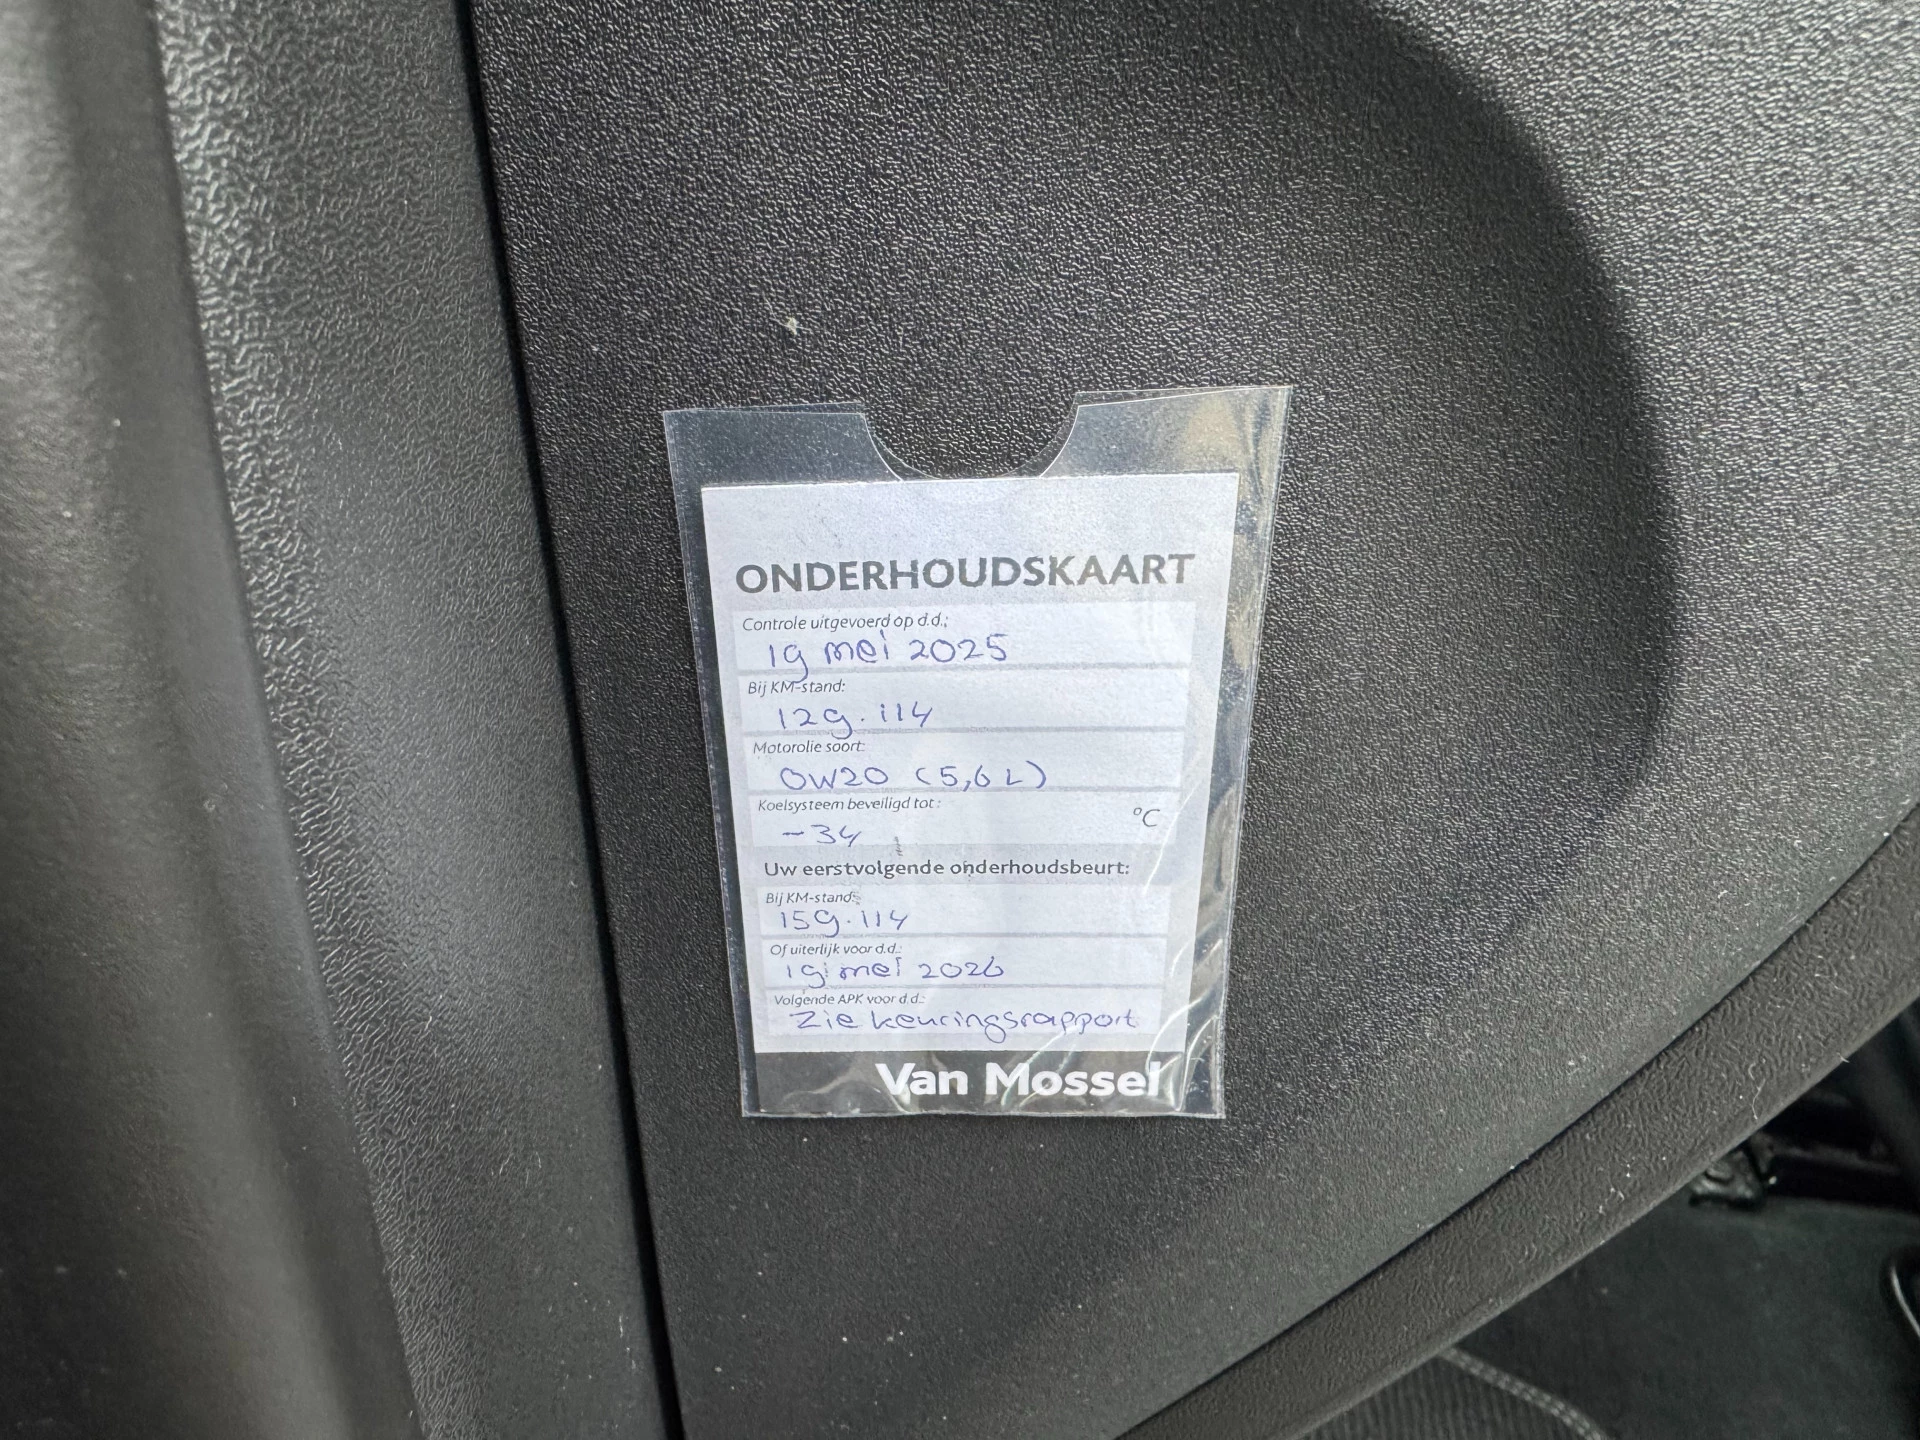 ONDERHOUDSKAART
Controle uitgevoerd op d.d.:
19 mei 2025
Bij KM-stand:
129.114
Motorolie soort:
0W20 (5,6 L)
Koelsysteem beveiligd tot:
-34 °C
Uw eerstvolgende onderhoudsbeurt:
Bij KM-stand:
159.114
Of uiterlijk voor d.d.:
19 mei 2026
Volgende APK voor d.d.:
Zie keuringsrapport
Van Mossel